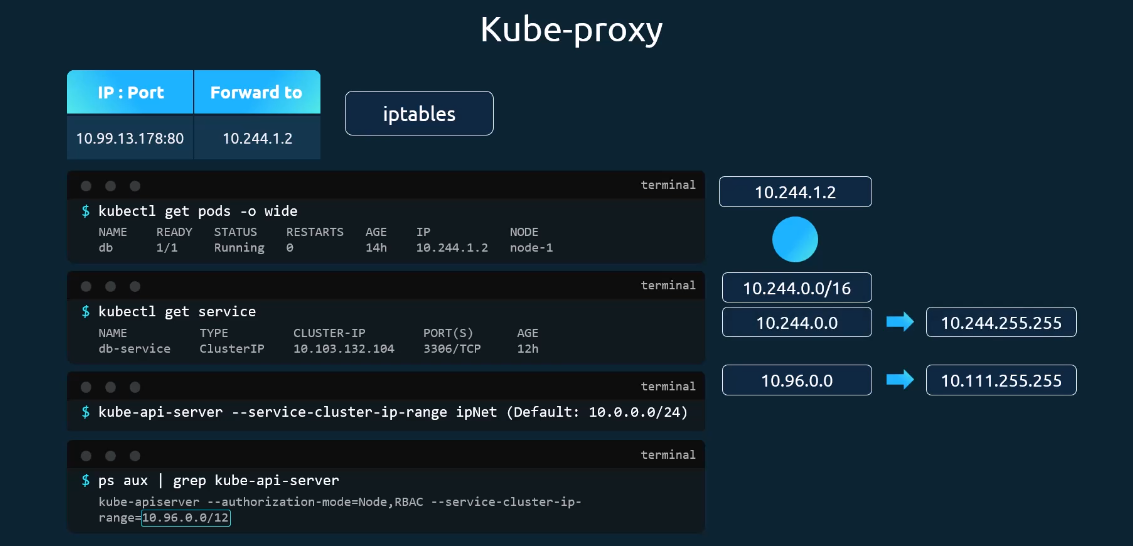 Kube-proxy
IP : Port Forward to
10.99.13.178:80 10.244.1.2
iptables
terminal
$ kubectl get pods -o wide
NAME READY STATUS RESTARTS AGE IP NODE
db 1/1 Running 0 14h 10.244.1.2 node-1
terminal
$ kubectl get service
NAME TYPE CLUSTER-IP PORT(S) AGE
db-service ClusterIP 10.103.132.104 3306/TCP 12h
terminal
$ kube-api-server --service-cluster-ip-range ipNet (Default: 10.0.0.0/24)
terminal
$ ps aux | grep kube-api-server
kube-apiserver --authorization-mode=Node,RBAC --service-cluster-ip-
range=10.96.0.0/12
10.244.1.2
10.244.0.0/16
10.244.0.0 10.244.255.255
10.96.0.0 10.111.255.255